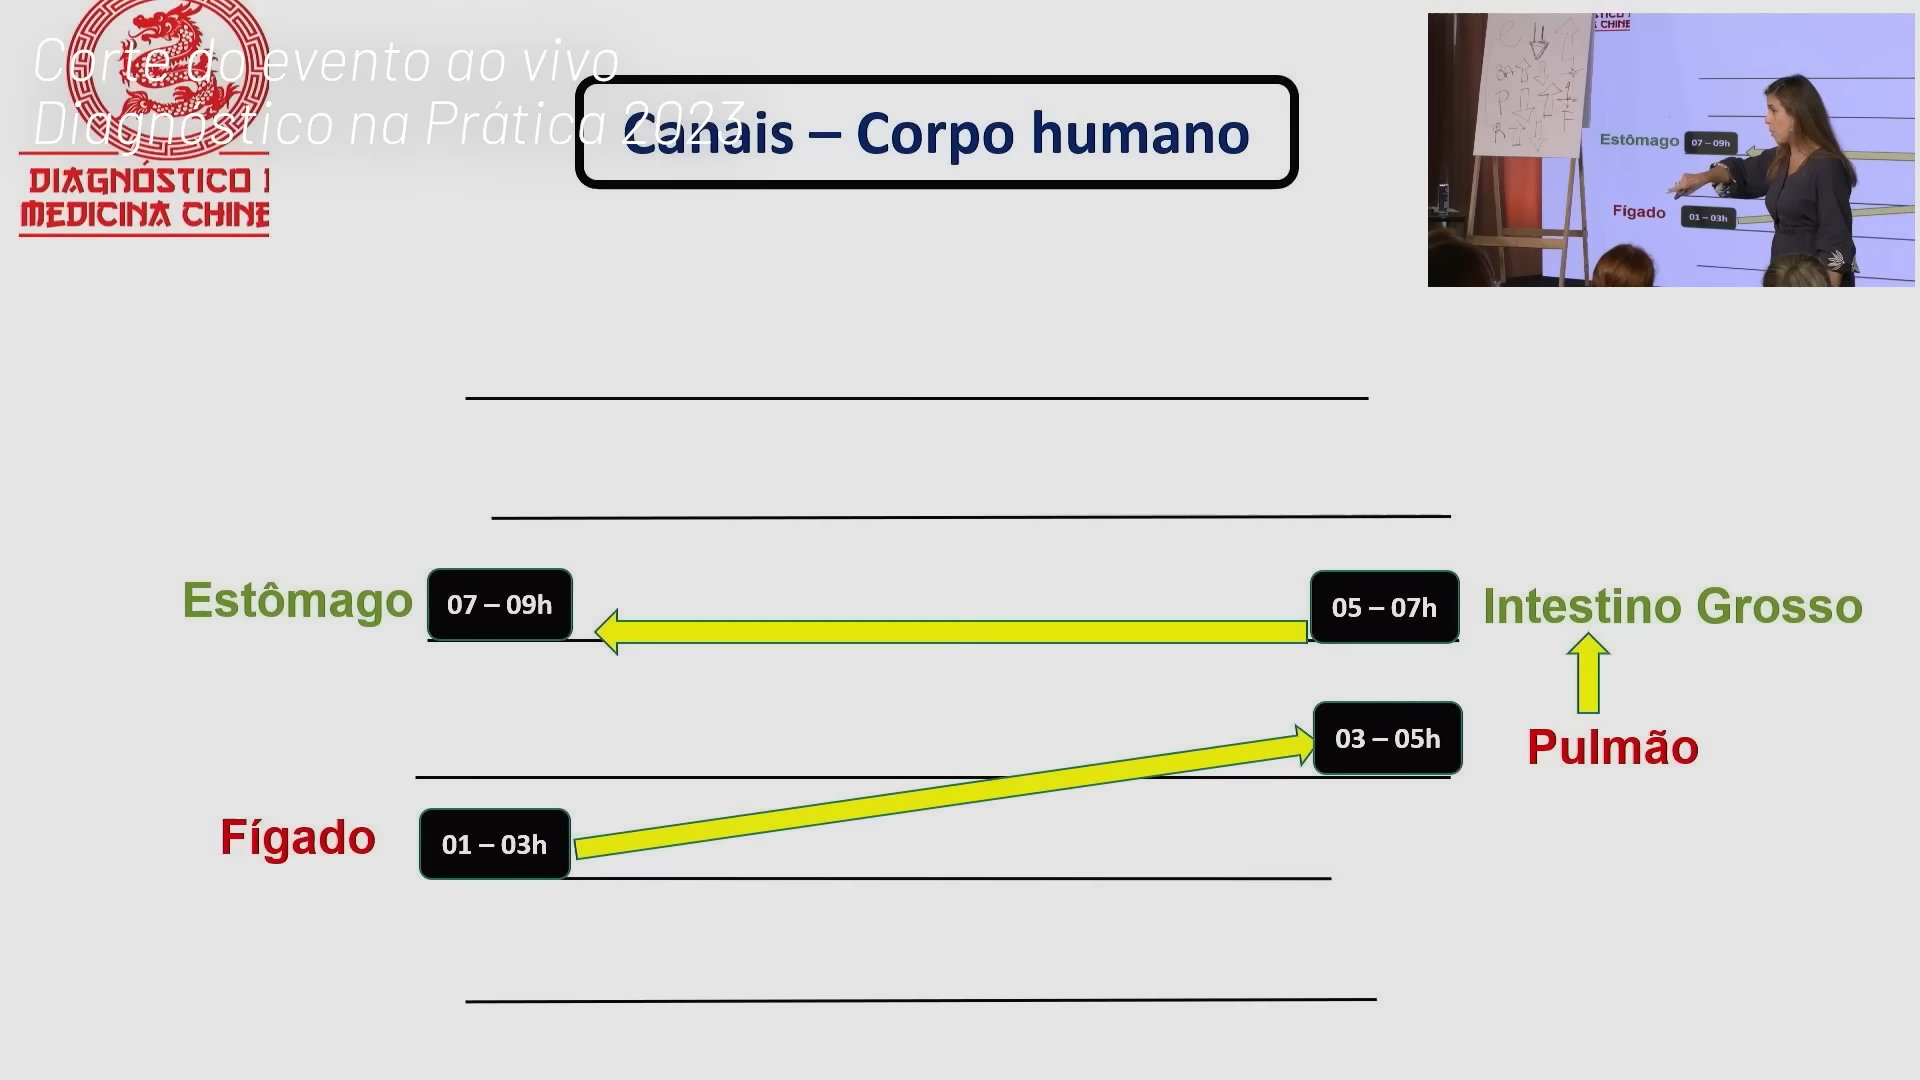 Corte do evento ao vivo
Diagnóstico na Prática 2023
DIAGNÓSTICO
MEDICINA CHINE
Canais – Corpo humano
Estômago
07 – 09h
05 – 07h
Intestino Grosso
03 – 05h
Pulmão
Fígado
01 – 03h
CHINE
Estômago
07 – 09h
Fígado
01 – 03h
P
R
F